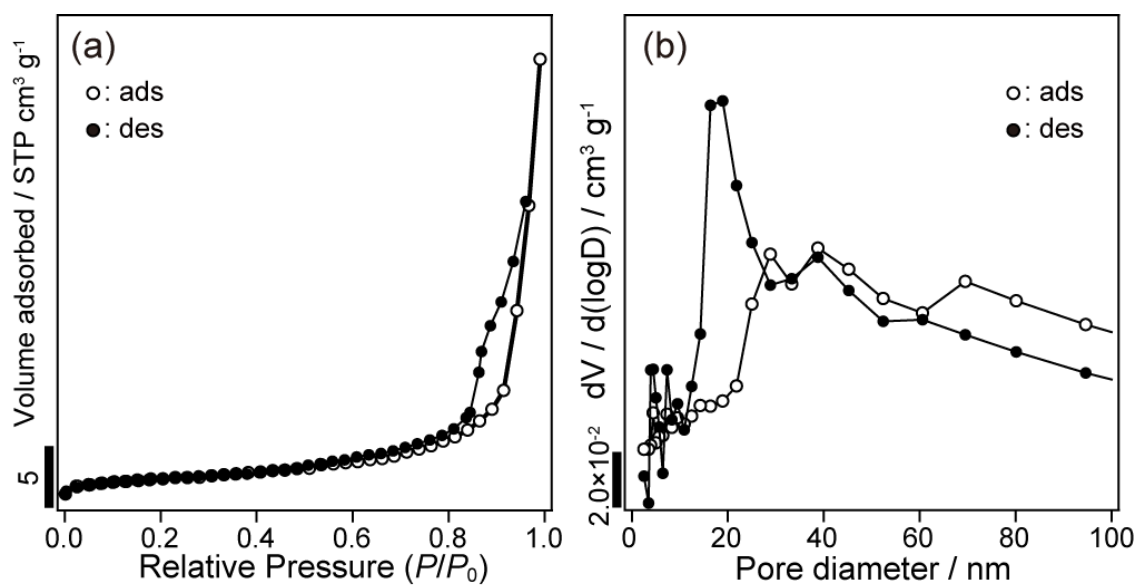 (a)
○: ads
●: des
Volume adsorbed / STP cm³ g⁻¹
5
0.0 0.2 0.4 0.6 0.8 1.0
Relative Pressure (P/P₀)
(b)
○: ads
●: des
dV / d(logD) / cm³ g⁻¹
2.0×10⁻²
0 20 40 60 80 100
Pore diameter / nm